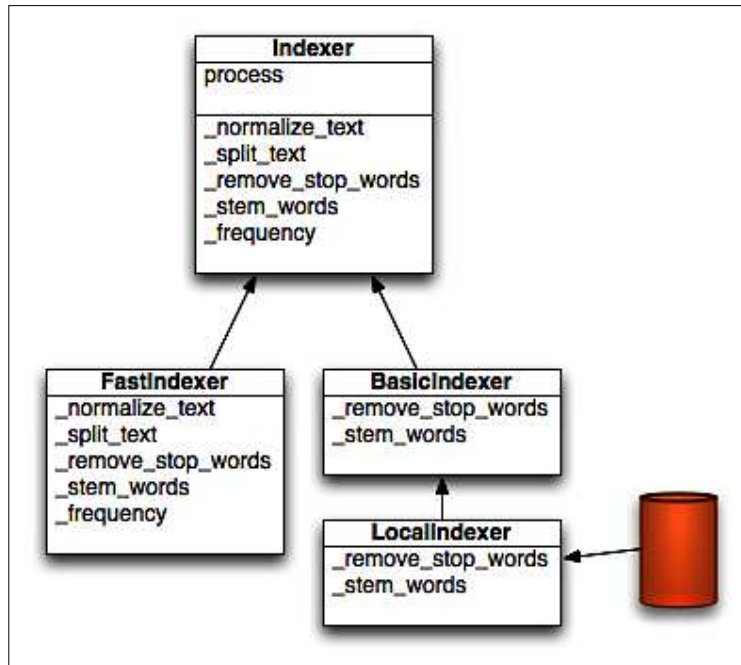 Indexer
process
_normalize_text
_split_text
_remove_stop_words
_stem_words
_frequency
FastIndexer
_normalize_text
_split_text
_remove_stop_words
_stem_words
_frequency
BasicIndexer
_remove_stop_words
_stem_words
LocalIndexer
_remove_stop_words
_stem_words